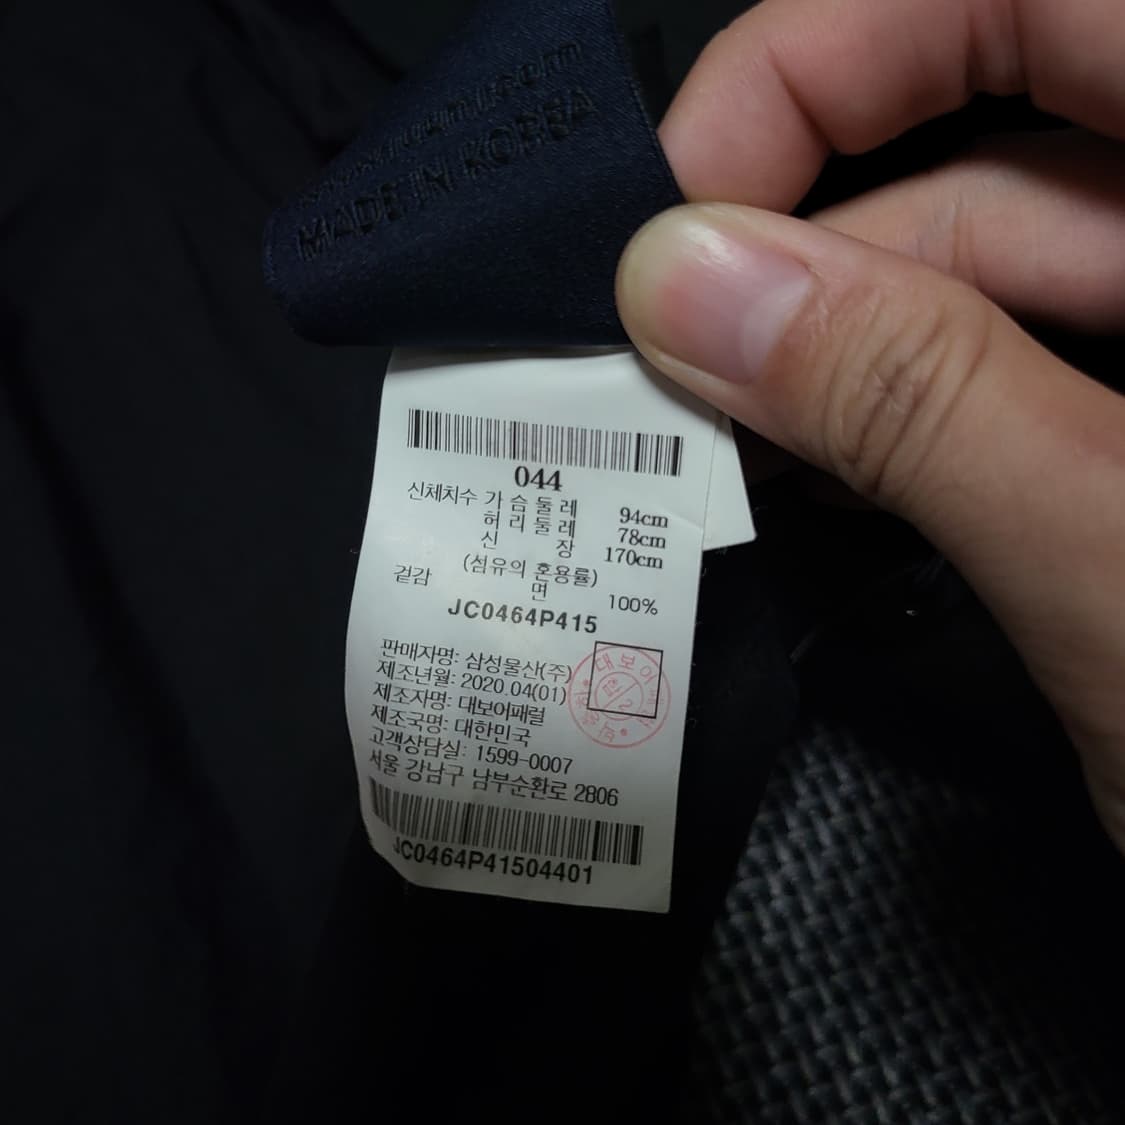 MADE IN KOREA
044
신체치수 가슴둘레 94cm
허리둘레 78cm
신장 170cm
(섬유의 혼용률)
겉감 면 100%
JC0464P415
판매자명: 삼성물산(주)
제조년월: 2020.04(01)
제조자명: 대보어패럴
제조국명: 대한민국
고객상담실: 1599-0007
서울 강남구 남부순환로 2806
JC0464P41504401